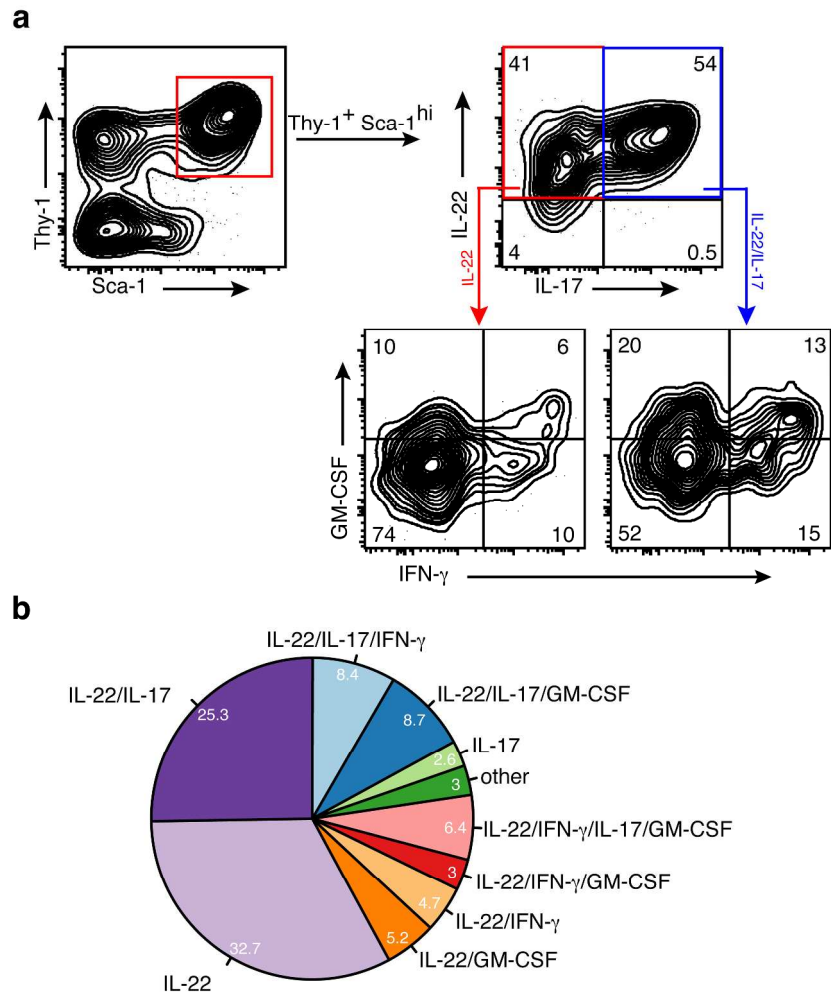 a
Thy-1
Sca-1
Thy-1+ Sca-1hi
41
54
4
0.5
IL-22
IL-17
IL-22
IL-22/IL-17
10
6
74
10
20
13
52
15
GM-CSF
IFN-γ
b
IL-22/IL-17/IFN-γ
8.4
IL-22/IL-17
25.3
IL-22/IL-17/GM-CSF
8.7
IL-17
2.6
other
3
IL-22/IFN-γ/IL-17/GM-CSF
6.4
IL-22/IFN-γ/GM-CSF
3
IL-22/IFN-γ
4.7
IL-22/GM-CSF
5.2
IL-22
32.7